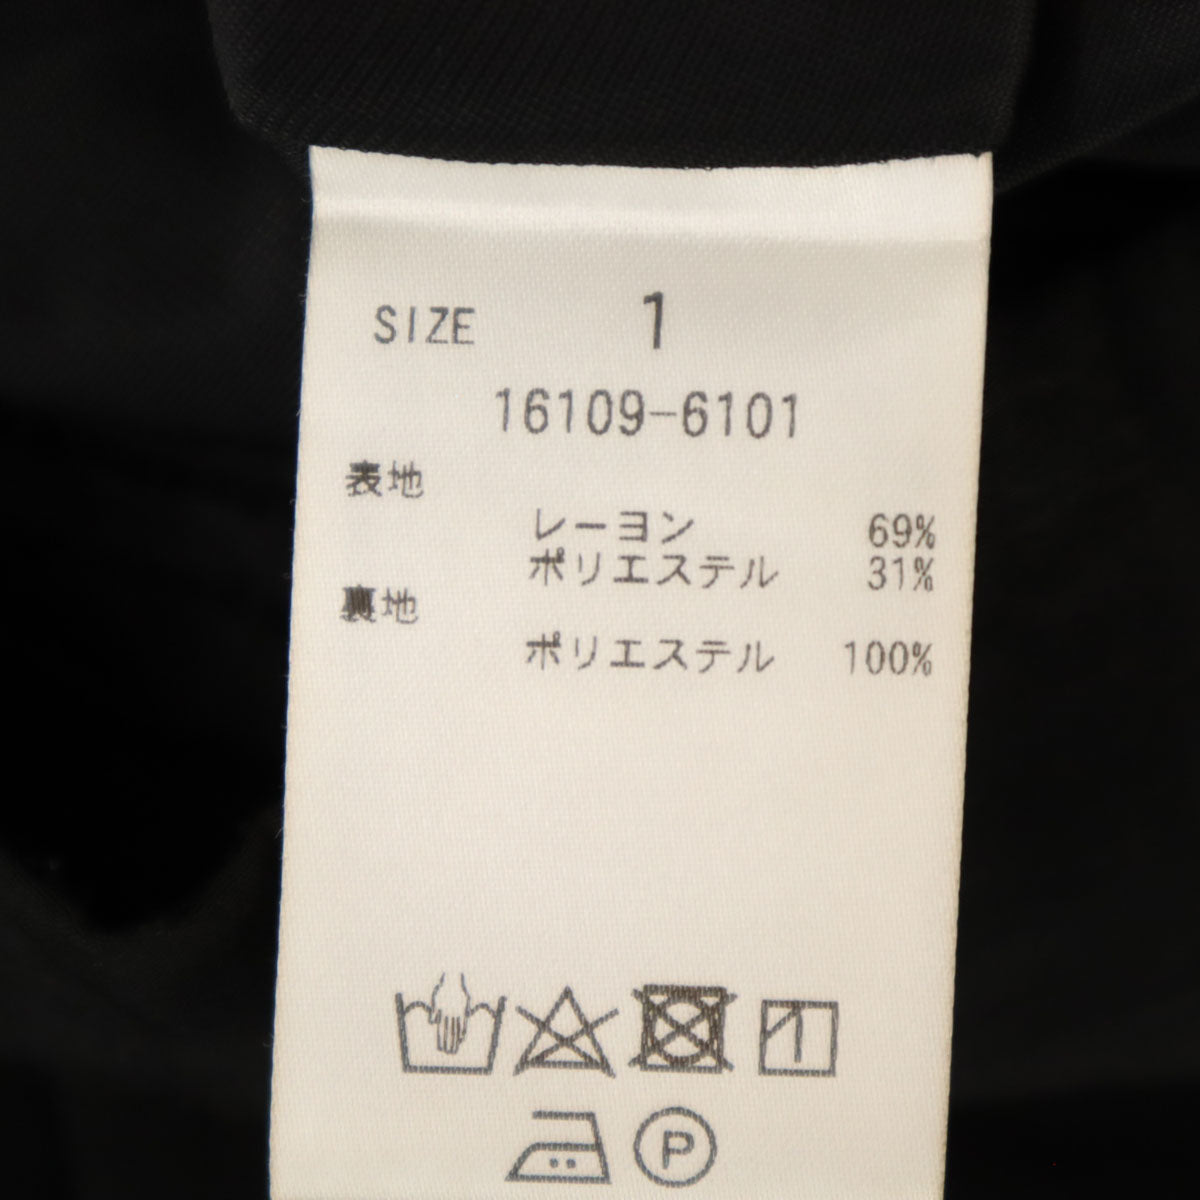 SIZE 1
16109-6101
表地
レーヨン 69%
ポリエステル 31%
裏地
ポリエステル 100%
P